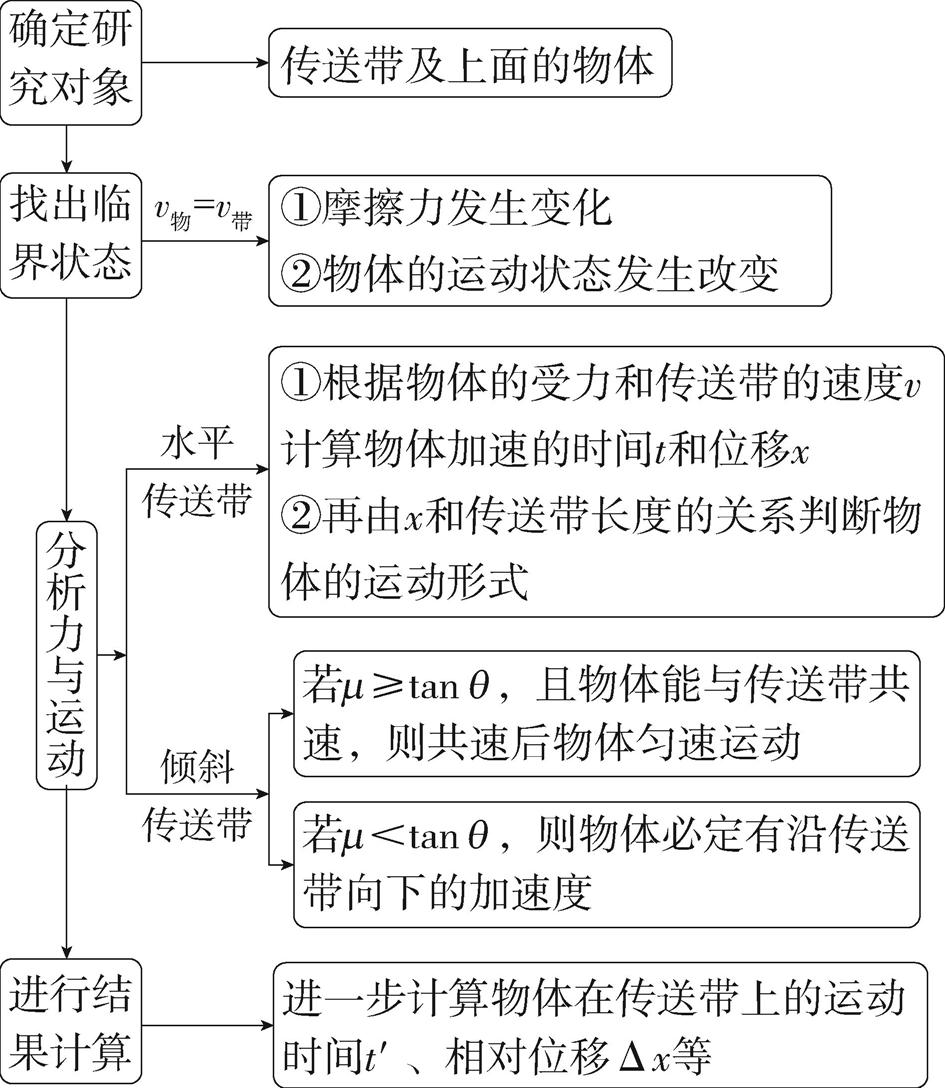 确定研
究对象
传送带及上面的物体
找出临
界状态
v物=v带
①摩擦力发生变化
②物体的运动状态发生改变
分析力与运动
水平
传送带
①根据物体的受力和传送带的速度v
计算物体加速的时间t和位移x
②再由x和传送带长度的关系判断物
体的运动形式
倾斜
传送带
若μ≥tan θ，且物体能与传送带共
速，则共速后物体匀速运动
若μ<tan θ，则物体必定有沿传送
带向下的加速度
进行结
果计算
进一步计算物体在传送带上的运动
时间t′、相对位移Δx等